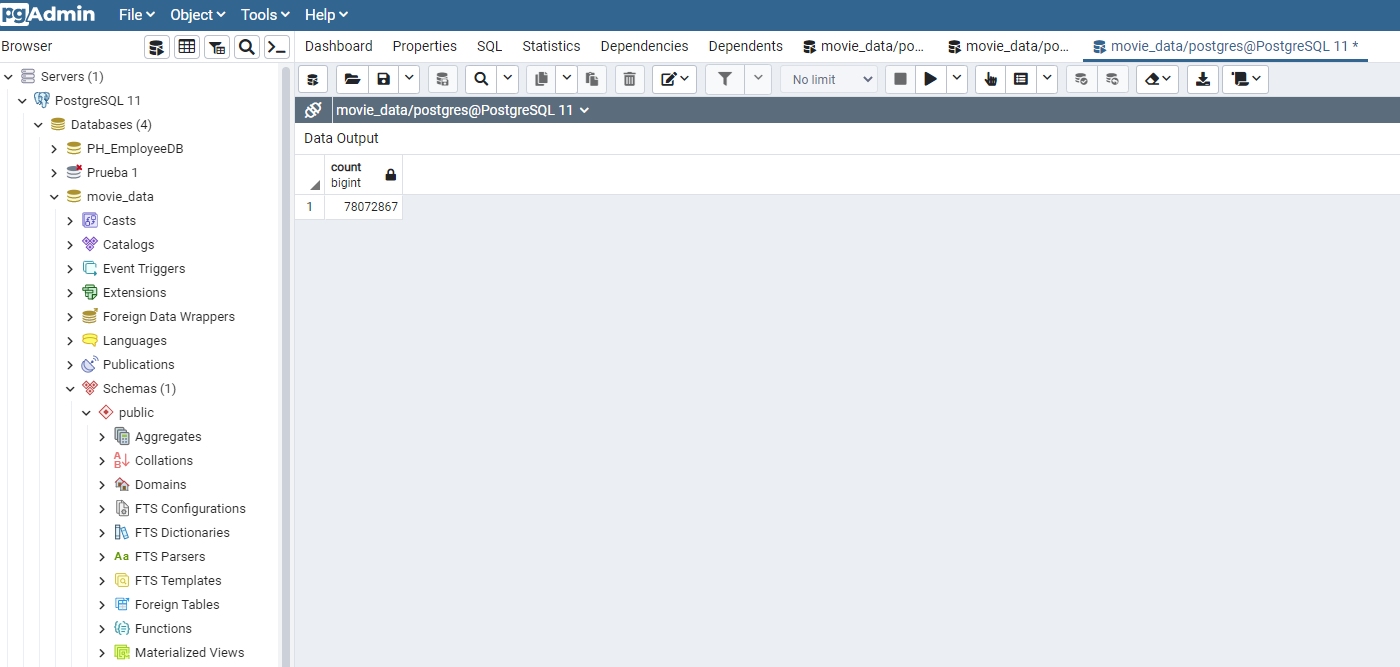 pgAdmin File Object Tools Help
Browser
Dashboard Properties SQL Statistics Dependencies Dependents movie_data/po... movie_data/po... movie_data/postgres@PostgreSQL 11 *
No limit
movie_data/postgres@PostgreSQL 11
Data Output
count
bigint
1 78072867
Servers (1)
PostgreSQL 11
Databases (4)
PH_EmployeeDB
Prueba 1
movie_data
Casts
Catalogs
Event Triggers
Extensions
Foreign Data Wrappers
Languages
Publications
Schemas (1)
public
Aggregates
Collations
Domains
FTS Configurations
FTS Dictionaries
Aa FTS Parsers
FTS Templates
Foreign Tables
Functions
Materialized Views